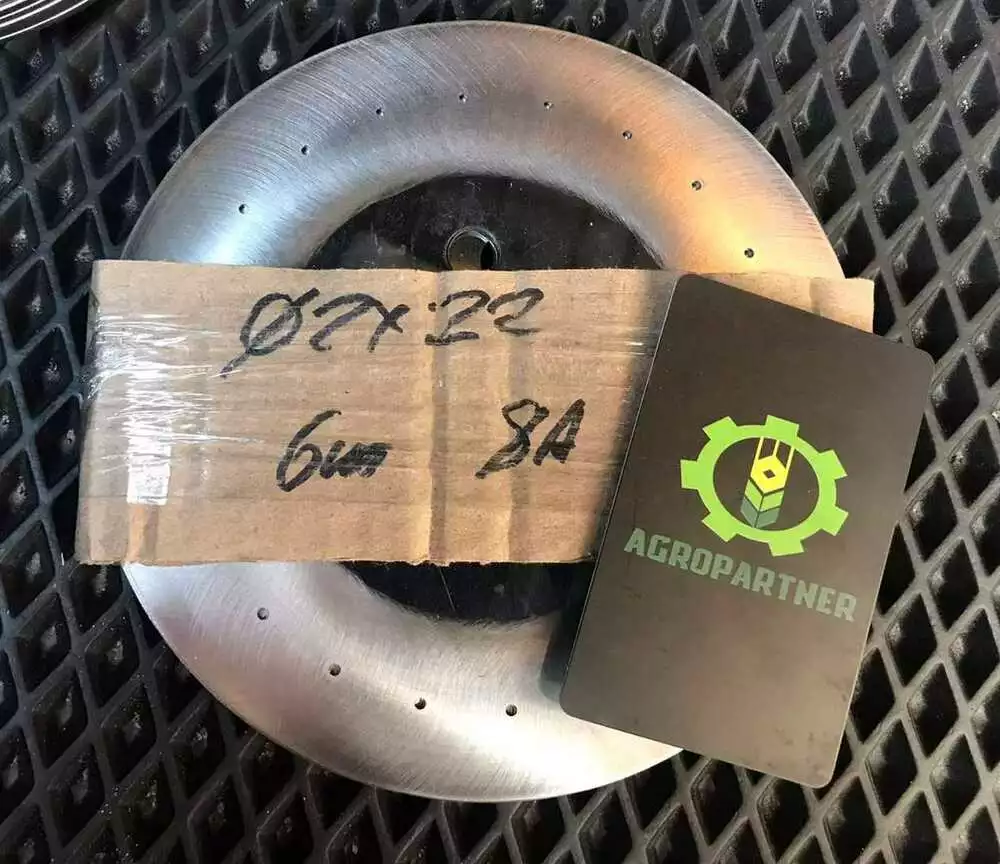 Ø2x22
6шт 8А
AGROPARTNER